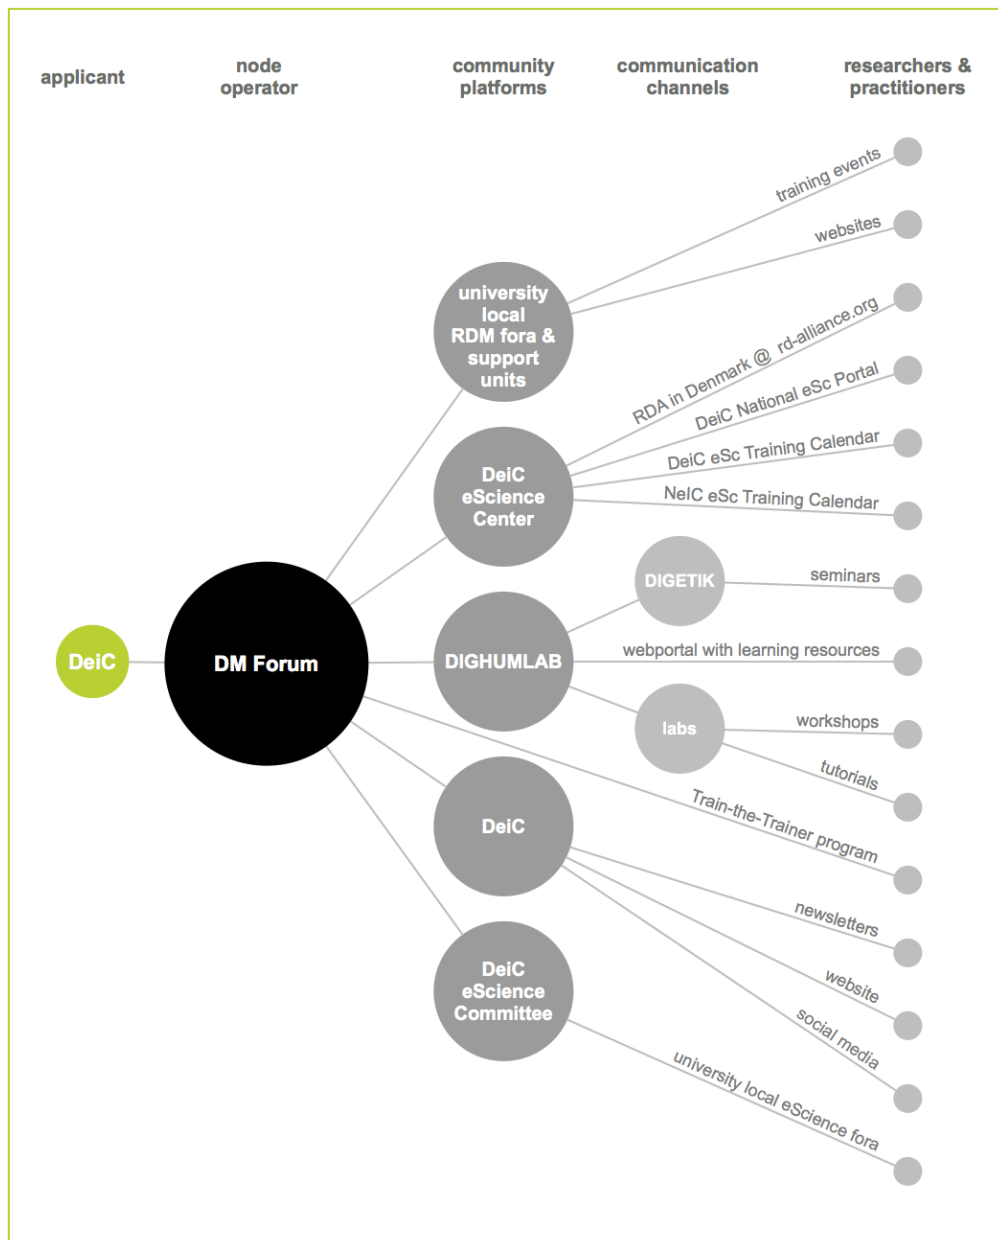 applicant
node
operator
community
platforms
communication
channels
researchers &
practitioners
training events
websites
university
local
RDM fora &
support
units
RDA in Denmark @ rd-alliance.org
DeiC National eSc Portal
DeiC eSc Training Calendar
NeIC eSc Training Calendar
DeiC
eScience
Center
DIGETIK
seminars
DeiC
DM Forum
DIGHUMLAB
webportal with learning resources
labs
workshops
tutorials
Train-the-Trainer program
DeiC
newsletters
website
social media
DeiC
eScience
Committee
university local eScience fora